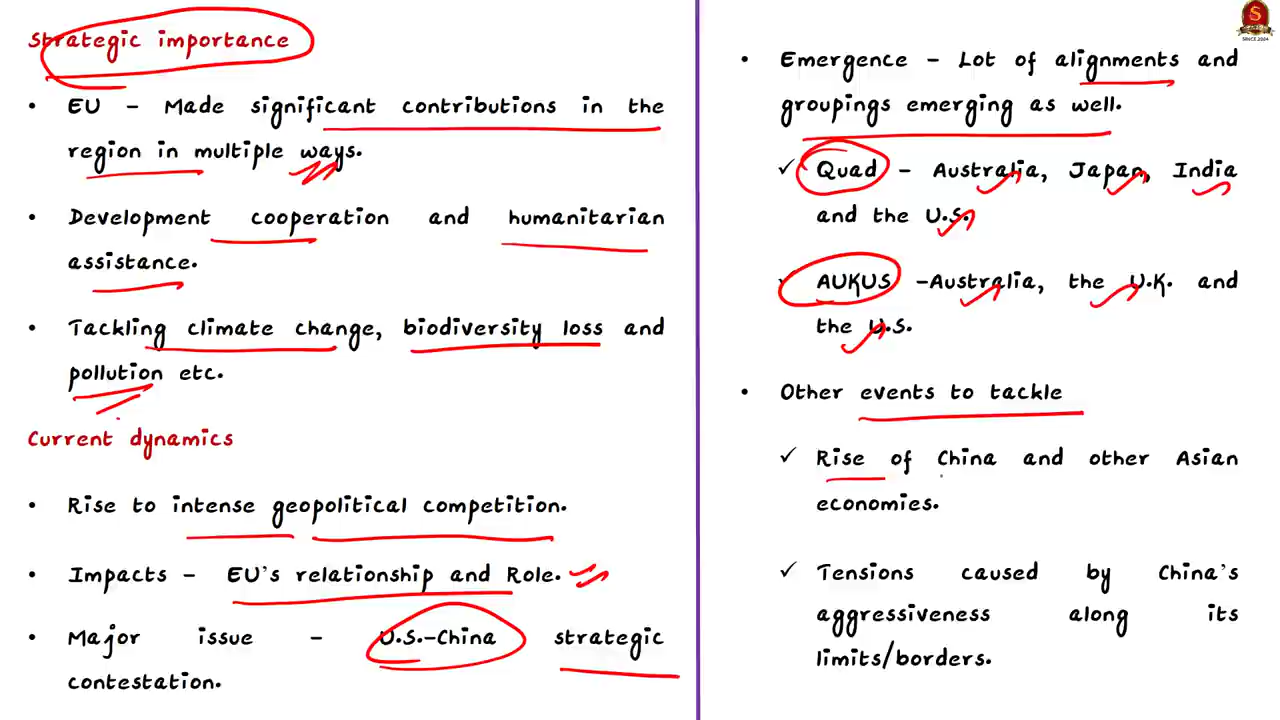 Strategic importance
• EU – Made significant contributions in the
region in multiple ways.
• Development cooperation and humanitarian
assistance.
• Tackling climate change, biodiversity loss and
pollution etc.
Current dynamics
• Rise to intense geopolitical competition.
• Impacts – EU's relationship and Role.
• Major issue – U.S.-China strategic
contestation.
• Emergence – Lot of alignments and
groupings emerging as well.
✓ Quad – Australia, Japan, India
and the U.S.
✓ AUKUS –Australia, the U.K. and
the U.S.
• Other events to tackle
✓ Rise of China and other Asian
economies.
✓ Tensions caused by China's
aggressiveness along its
limits/borders.
S
SINCE 2004